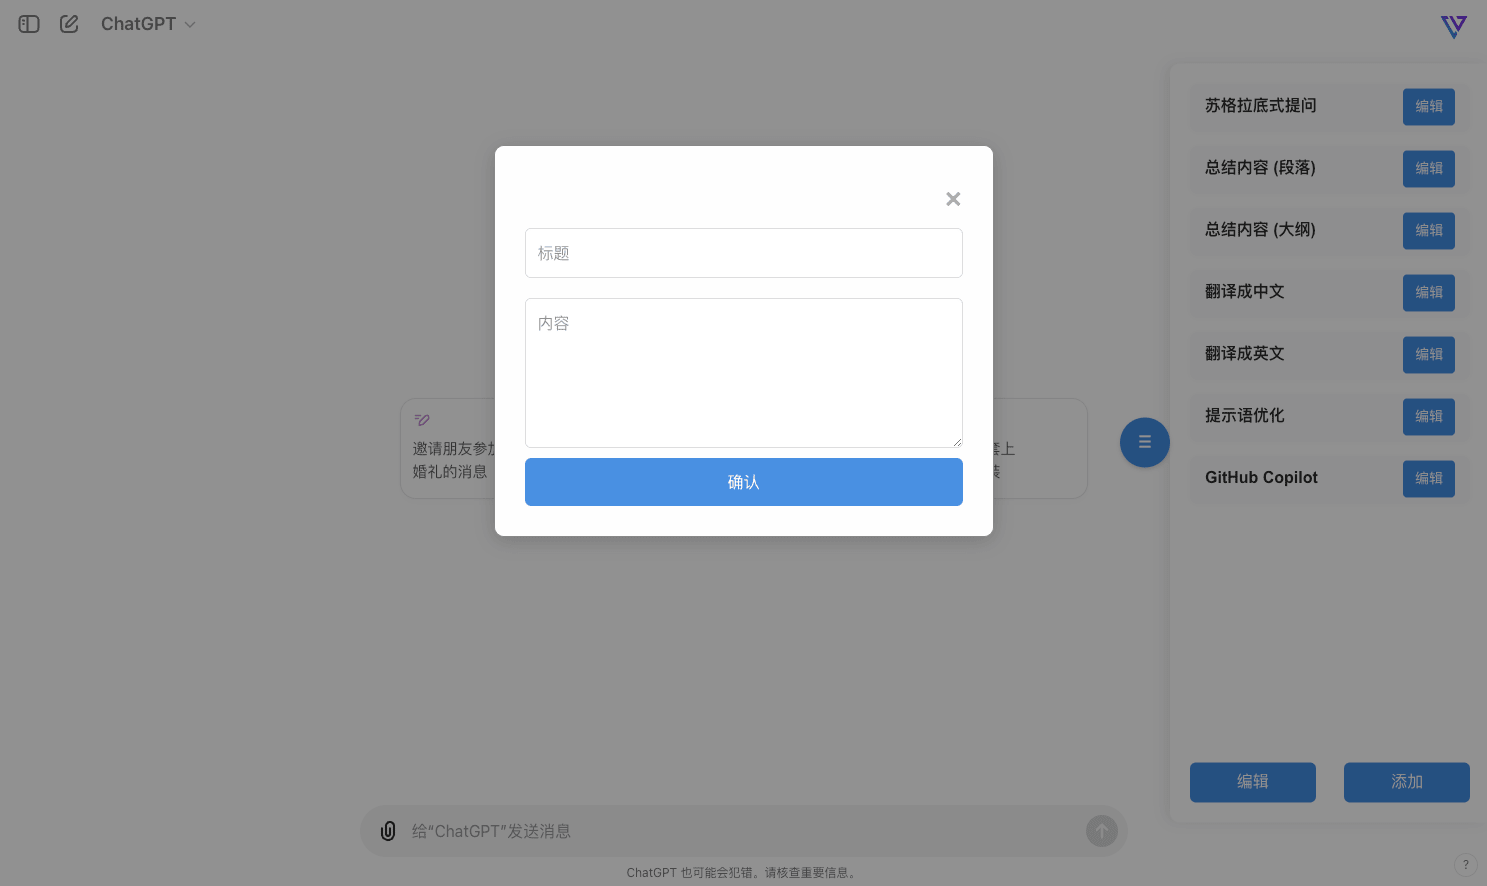 ChatGPT
苏格拉底式提问
编辑
总结内容 (段落)
编辑
总结内容 (大纲)
编辑
翻译成中文
编辑
翻译成英文
编辑
提示语优化
编辑
GitHub Copilot
编辑
×
标题
内容
确认
邀请朋友参加
婚礼的消息
套上
装
编辑
添加
给“ChatGPT”发送消息
ChatGPT 也可能会犯错。请核查重要信息。
?